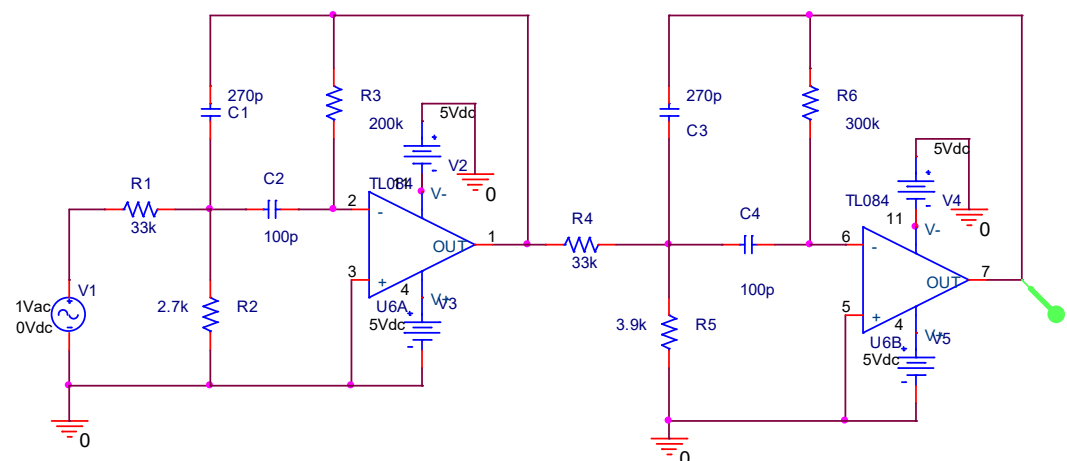 270p
C1
R3
200k
5Vdc
V2
0
R1
33k
C2
100p
TL084
11
V-
2
-
OUT
1
3
+
4
V+
U6A
V3
5Vdc
V1
1Vac
0Vdc
2.7k
R2
0
R4
33k
270p
C3
R6
300k
5Vdc
V4
0
C4
100p
TL084
11
V-
6
-
OUT
7
5
+
4
V+
U6B
V5
5Vdc
3.9k
R5
0